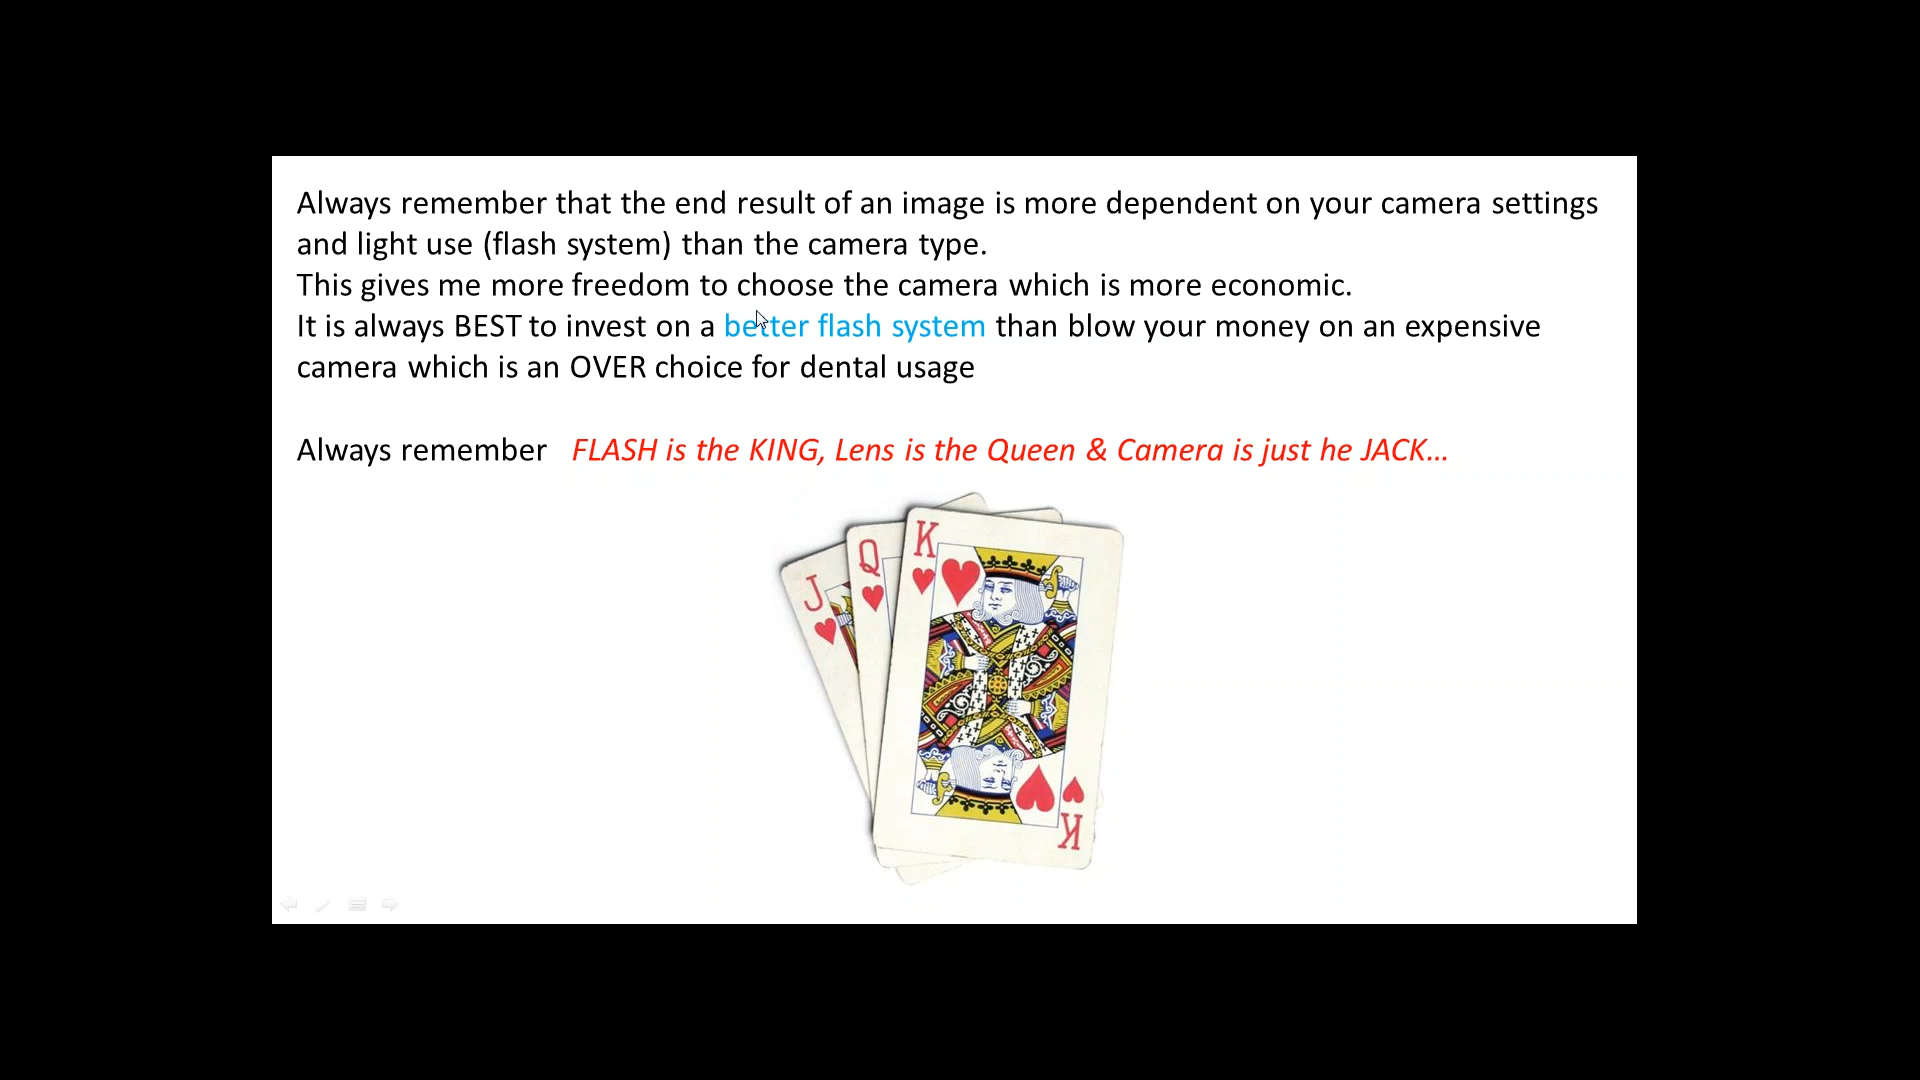 Always remember that the end result of an image is more dependent on your camera settings
and light use (flash system) than the camera type.
This gives me more freedom to choose the camera which is more economic.
It is always BEST to invest on a better flash system than blow your money on an expensive
camera which is an OVER choice for dental usage
Always remember FLASH is the KING, Lens is the Queen & Camera is just he JACK...
J
Q
K
K